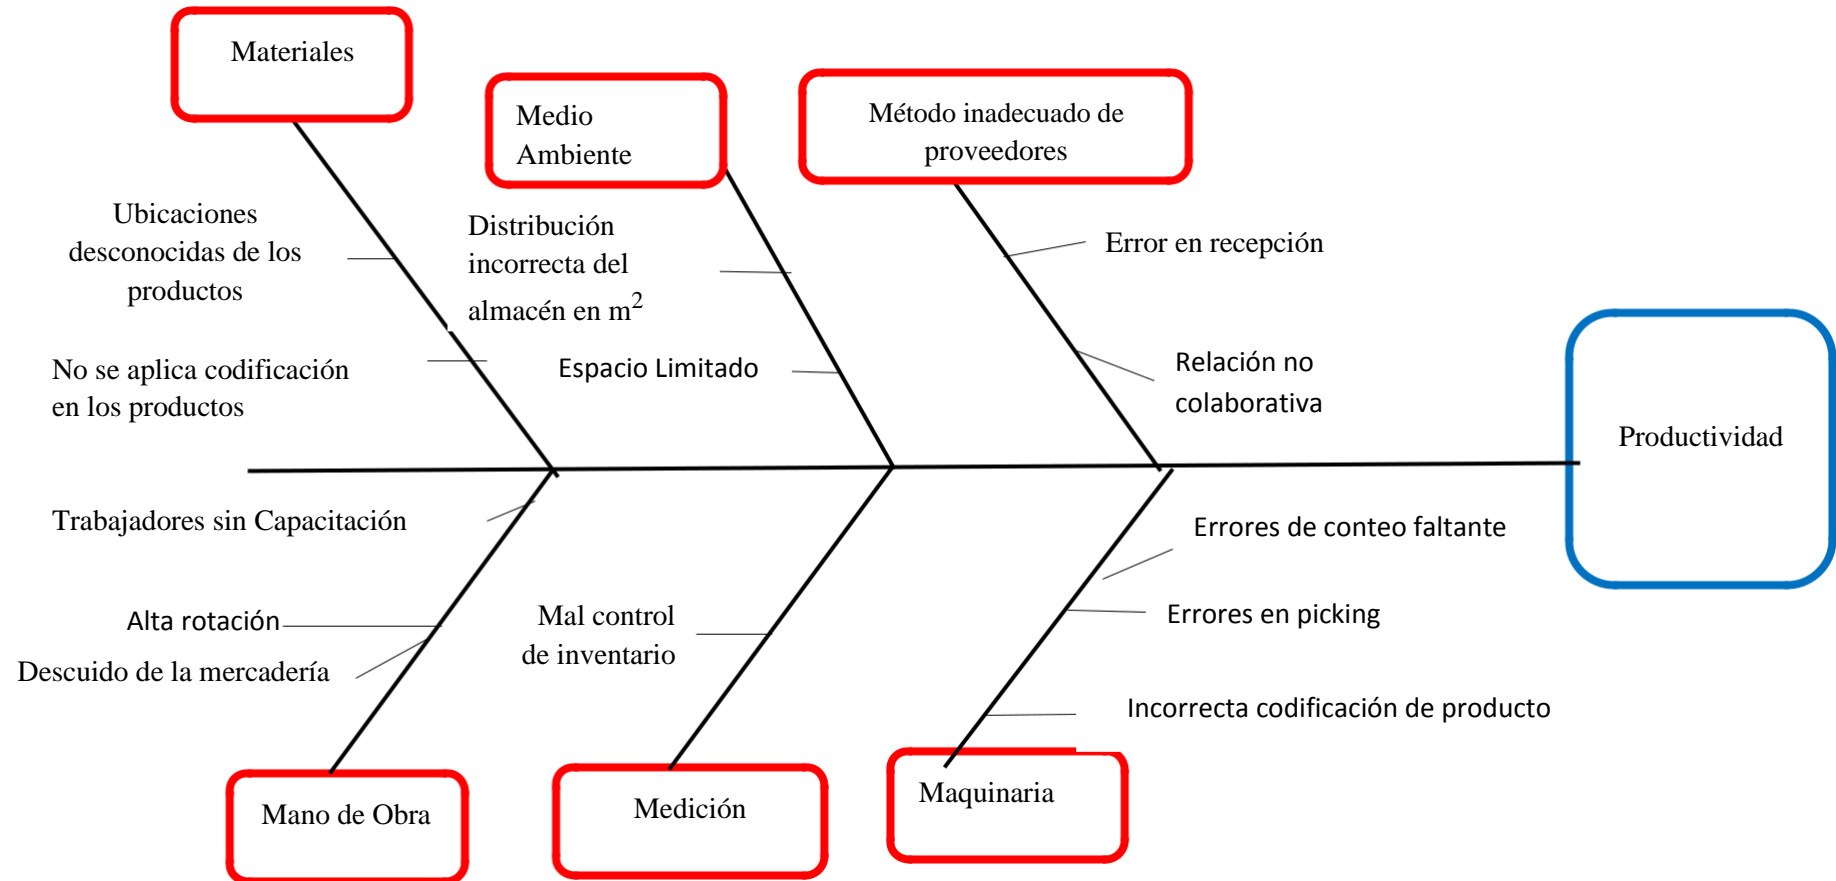 Materiales
Medio
Ambiente
Método inadecuado de
proveedores
Ubicaciones
desconocidas de los
productos
Distribución
incorrecta del
almacén en m²
Error en recepción
No se aplica codificación
en los productos
Espacio Limitado
Relación no
colaborativa
Productividad
Trabajadores sin Capacitación
Errores de conteo faltante
Alta rotación
Mal control
de inventario
Errores en picking
Descuido de la mercadería
Incorrecta codificación de producto
Mano de Obra
Medición
Maquinaria